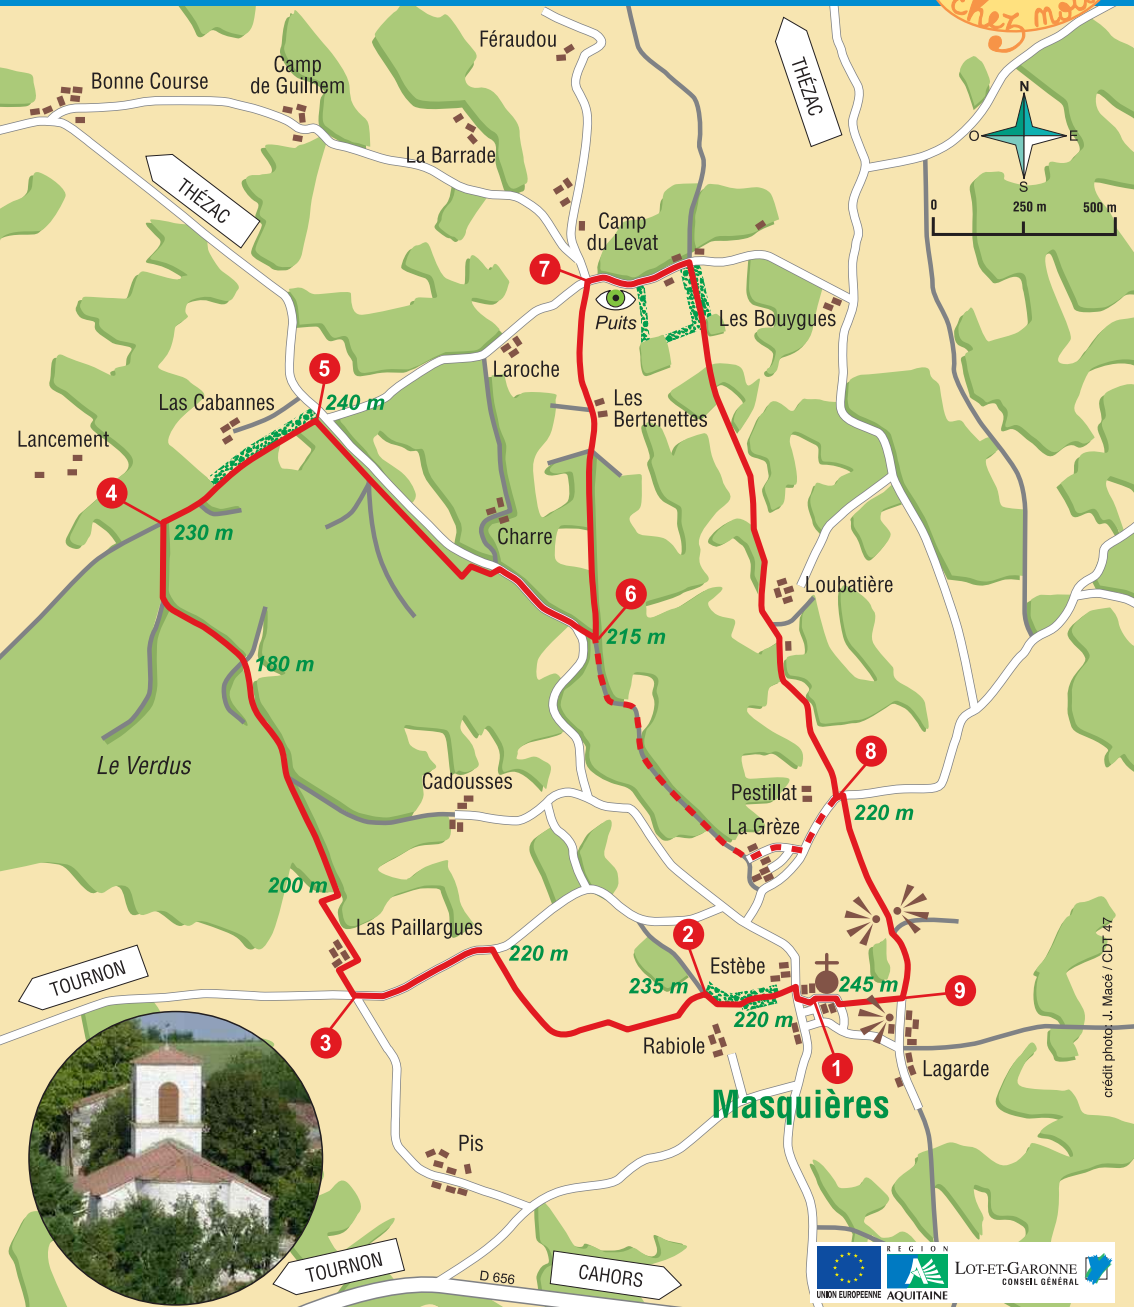 chez nous
Féraudou
THÉZAC
Camp
de Guilhem
Bonne Course
N
O
E
S
La Barrade
THÉZAC
0
250 m
500 m
Camp
du Levat
7
Puits
Les Bouygues
Laroche
5
240 m
Las Cabannes
Les
Bertenettes
Lancement
4
230 m
Charre
6
Loubatière
215 m
180 m
Le Verdus
8
Cadousses
Pestillat
220 m
La Grèze
200 m
Las Paillargues
2
220 m
Estèbe
TOURNON
235 m
245 m
9
220 m
3
Rabiole
1
Lagarde
Masquières
crédit photo: J. Macé / CDT 47
Pis
TOURNON
D 656
CAHORS
UNION EUROPEENNE
REGION
AQUITAINE
LOT-ET-GARONNE
CONSEIL GÉNÉRAL